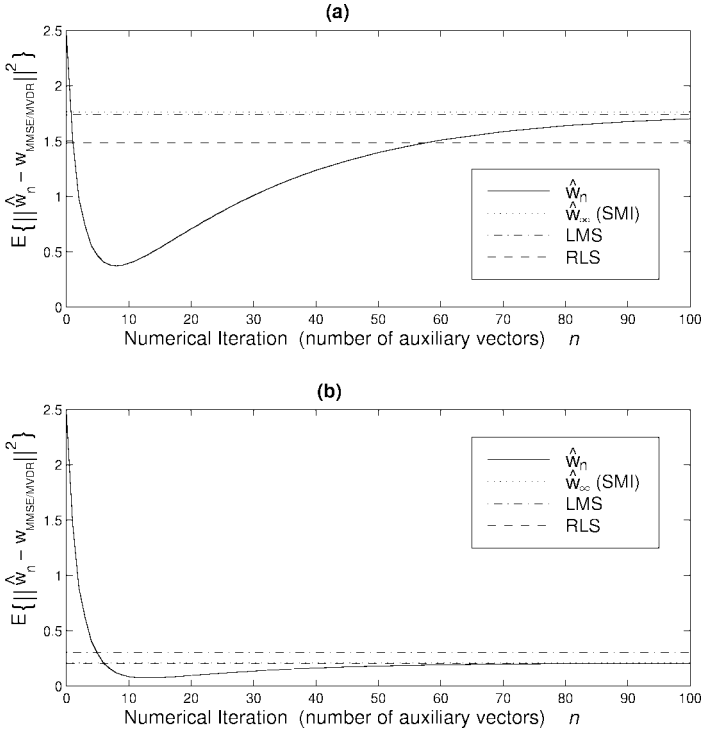 (a)
E{||ŵₙ − w_MMSE/MVDR||²}
2.5
2
1.5
1
0.5
0
ŵₙ
ŵ∞ (SMI)
LMS
RLS
0 10 20 30 40 50 60 70 80 90 100
Numerical Iteration (number of auxiliary vectors) n
(b)
E{||ŵₙ − w_MMSE/MVDR||²}
2.5
2
1.5
1
0.5
0
ŵₙ
ŵ∞ (SMI)
LMS
RLS
0 10 20 30 40 50 60 70 80 90 100
Numerical Iteration (number of auxiliary vectors) n